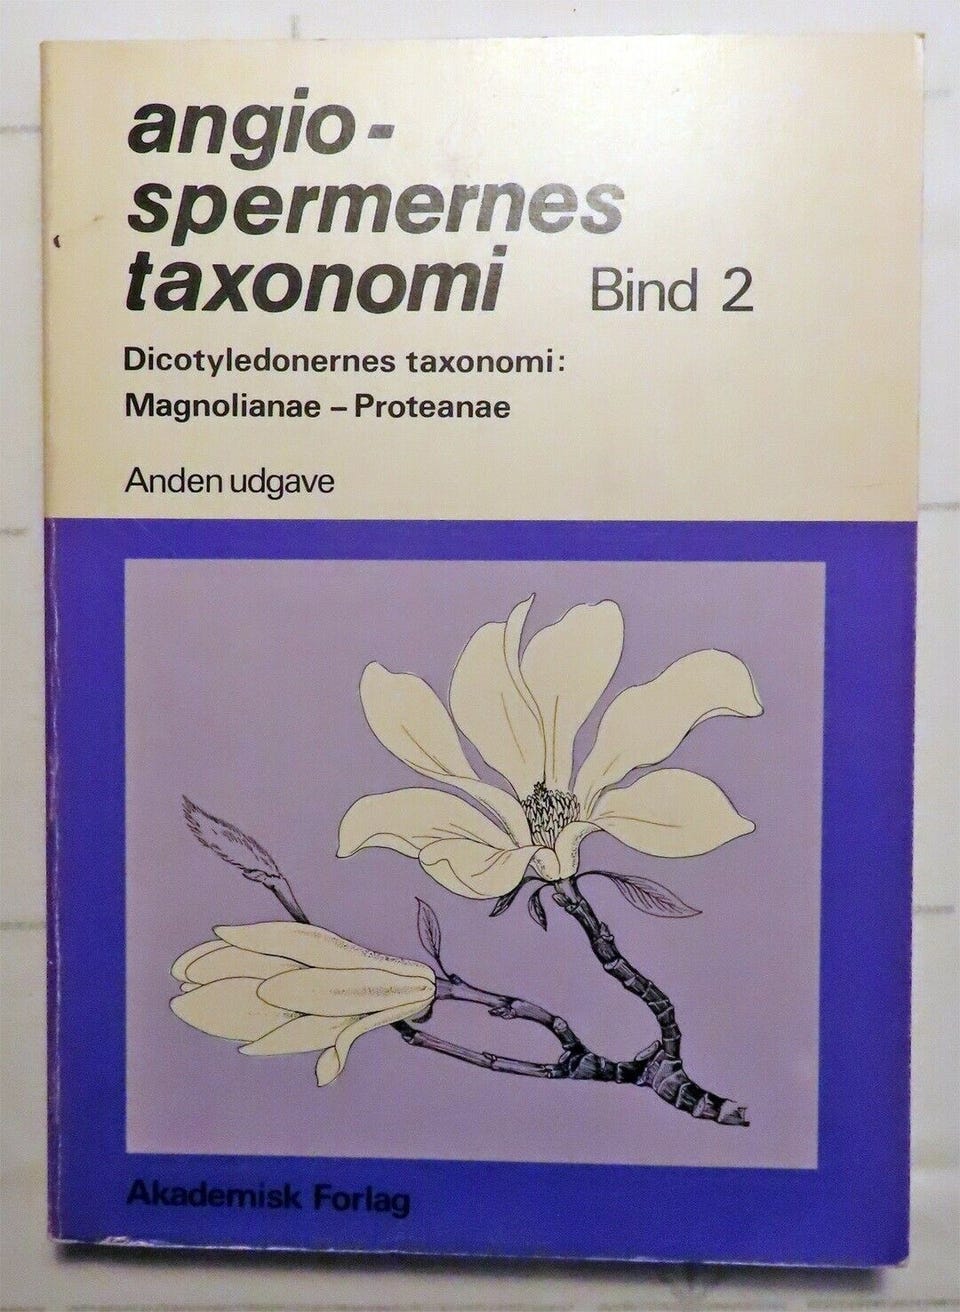 angio-
spermernes
taxonomi Bind 2
Dicotyledonernes taxonomi:
Magnolianae – Proteanae
Anden udgave
Akademisk Forlag